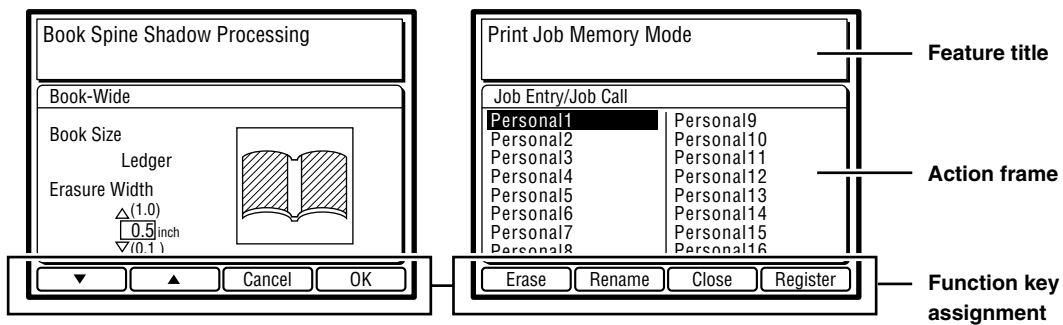 Book Spine Shadow Processing
Book-Wide
Book Size
Ledger
Erasure Width
△(1.0)
0.5 inch
▽(0.1)
▼ ▲ Cancel OK
Print Job Memory Mode
Job Entry/Job Call
Personal1 Personal9
Personal2 Personal10
Personal3 Personal11
Personal4 Personal12
Personal5 Personal13
Personal6 Personal14
Personal7 Personal15
Personal8 Personal16
Erase Rename Close Register
Feature title
Action frame
Function key
assignment